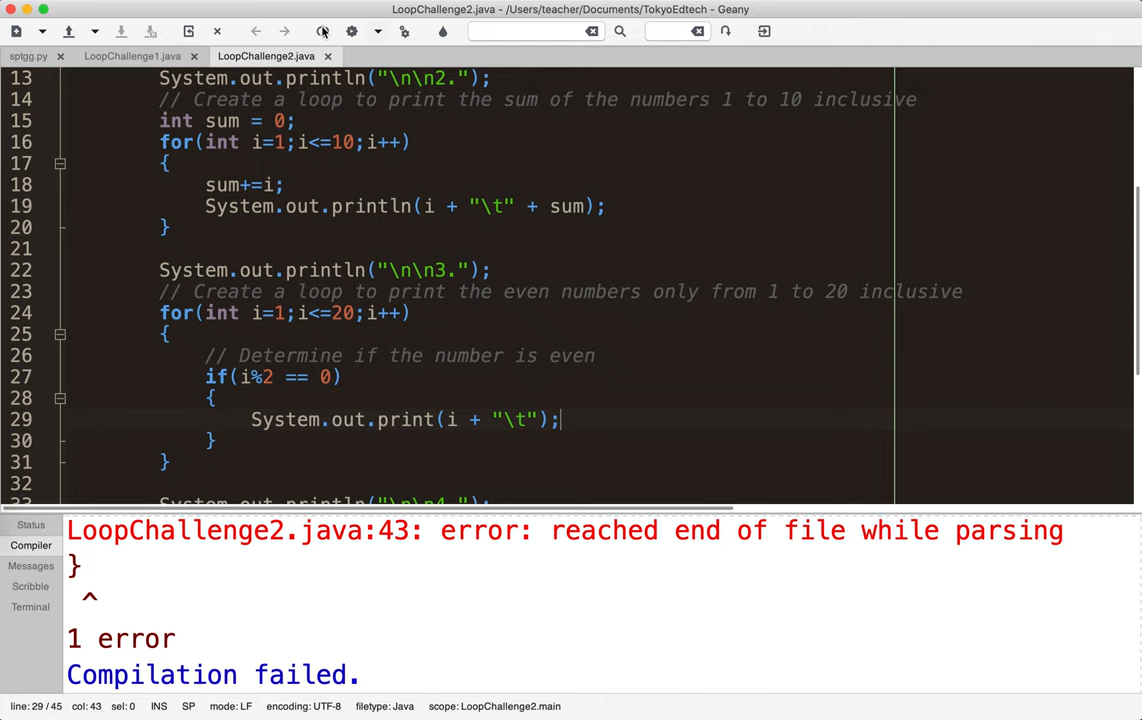 LoopChallenge2.java - /Users/teacher/Documents/TokyoEdtech - Geany
sptgg.py LoopChallenge1.java LoopChallenge2.java
13 System.out.println("\n\n2.");
14 // Create a loop to print the sum of the numbers 1 to 10 inclusive
15 int sum = 0;
16 for(int i=1;i<=10;i++)
17 {
18 sum+=i;
19 System.out.println(i + "\t" + sum);
20 }
21
22 System.out.println("\n\n3.");
23 // Create a loop to print the even numbers only from 1 to 20 inclusive
24 for(int i=1;i<=20;i++)
25 {
26 // Determine if the number is even
27 if(i%2 == 0)
28 {
29 System.out.print(i + "\t");
30 }
31 }
32
33 System.out.println("\n\n4.");
Status
Compiler
Messages
Scribble
Terminal
LoopChallenge2.java:43: error: reached end of file while parsing
}
^
1 error
Compilation failed.
line: 29 / 45 col: 43 sel: 0 INS SP mode: LF encoding: UTF-8 filetype: Java scope: LoopChallenge2.main